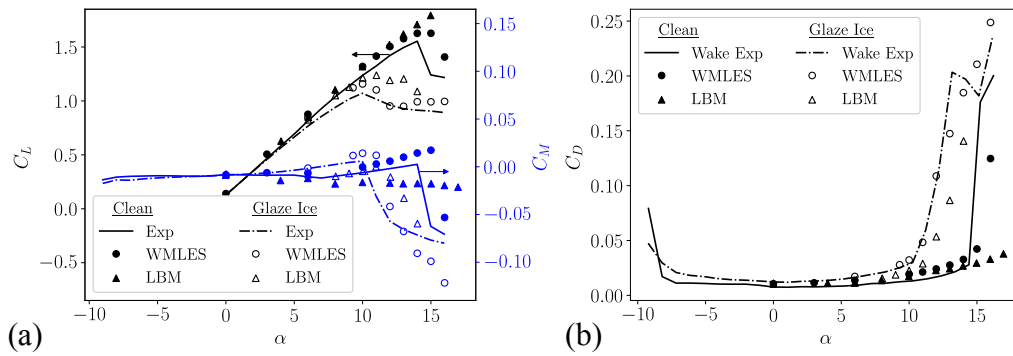 C_L
1.5
1.0
0.5
0.0
−0.5
0.15
0.10
0.05
0.00
−0.05
−0.10
C_M
Clean Glaze Ice
Exp Exp
WMLES WMLES
LBM LBM
−10 −5 0 5 10 15
α
(a)
C_D
0.25
0.20
0.15
0.10
0.05
0.00
Clean Glaze Ice
Wake Exp Wake Exp
WMLES WMLES
LBM LBM
−10 −5 0 5 10 15
α
(b)